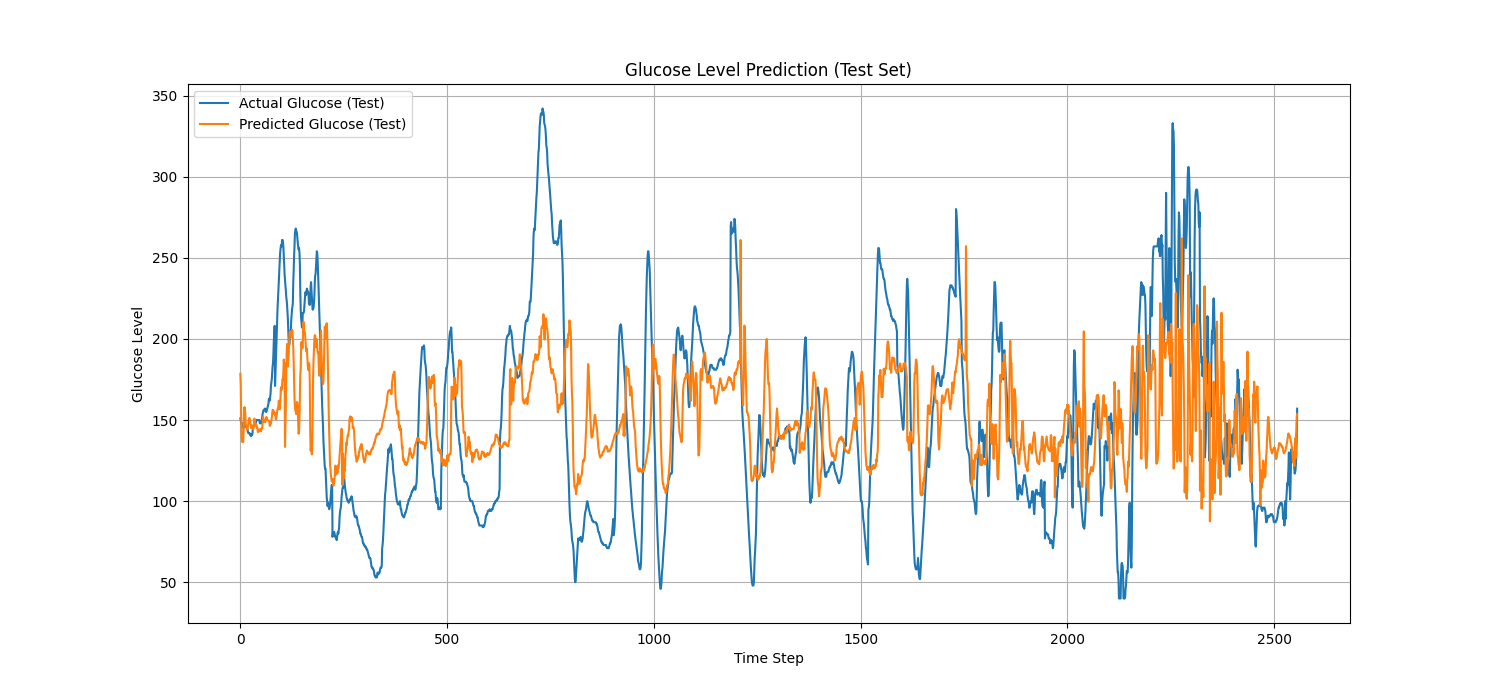 Glucose Level Prediction (Test Set)
Actual Glucose (Test)
Predicted Glucose (Test)
Glucose Level
350
300
250
200
150
100
50
0 500 1000 1500 2000 2500
Time Step